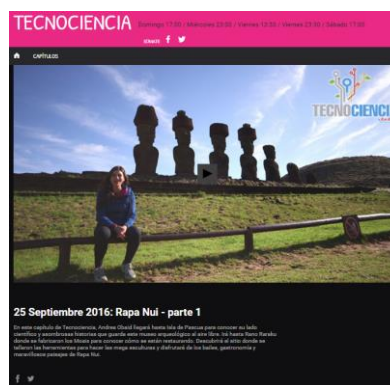 TECNOCIENCIA Domingo 17:00 / Miércoles 23:00 / Viernes 13:00 / Viernes 23:00 / Sábado 17:00
CAPÍTULOS
TECNOCIENCIA
25 Septiembre 2016: Rapa Nui - parte 1
En este capítulo de Tecnociencia, Andrea Obaid llegará hasta Isla de Pascua para conocer su lado
científico y asombrosas historias que guarda este museo arqueológico al aire libre. Irá hasta Rano Raraku
donde se fabricaron los Moais para conocer cómo se están restaurando. Descubrirá el sitio donde se
tallaron las herramientas para hacer las mega esculturas y disfrutará de los bailes, gastronomía y
maravillosos paisajes de Rapa Nui.